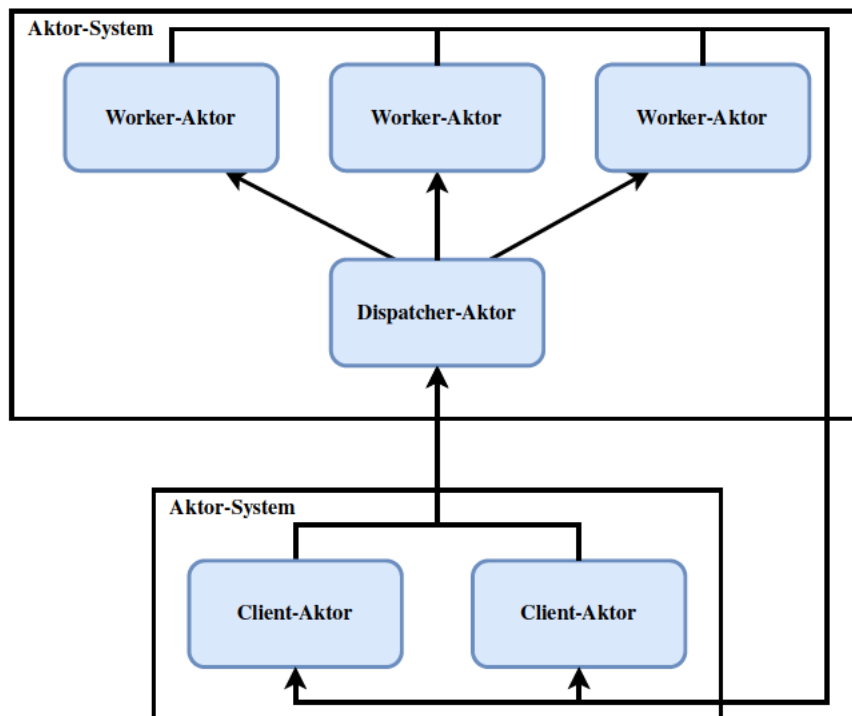 Aktor-System
Worker-Aktor
Worker-Aktor
Worker-Aktor
Dispatcher-Aktor
Aktor-System
Client-Aktor
Client-Aktor